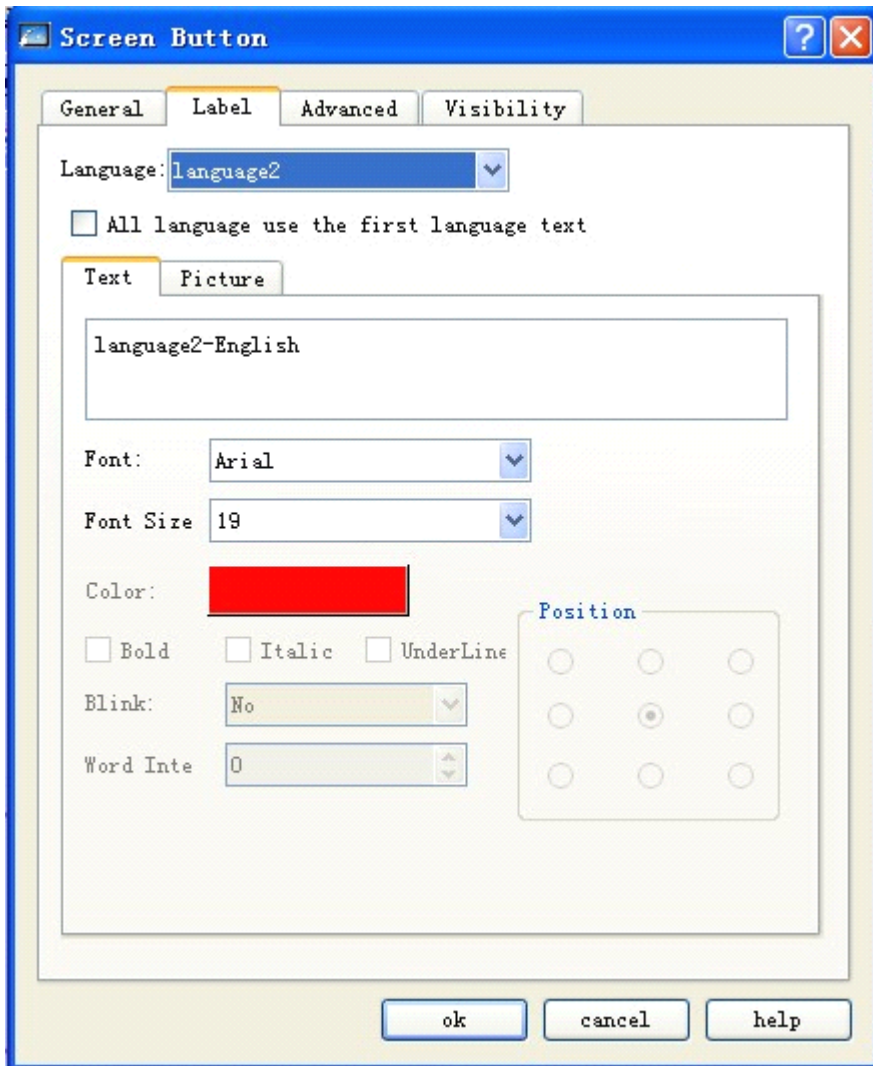 Screen Button
General Label Advanced Visibility
Language: language2
All language use the first language text
Text Picture
language2-English
Font: Arial
Font Size 19
Color:
Position
Bold Italic UnderLine
Blink: No
Word Inte 0
ok cancel help